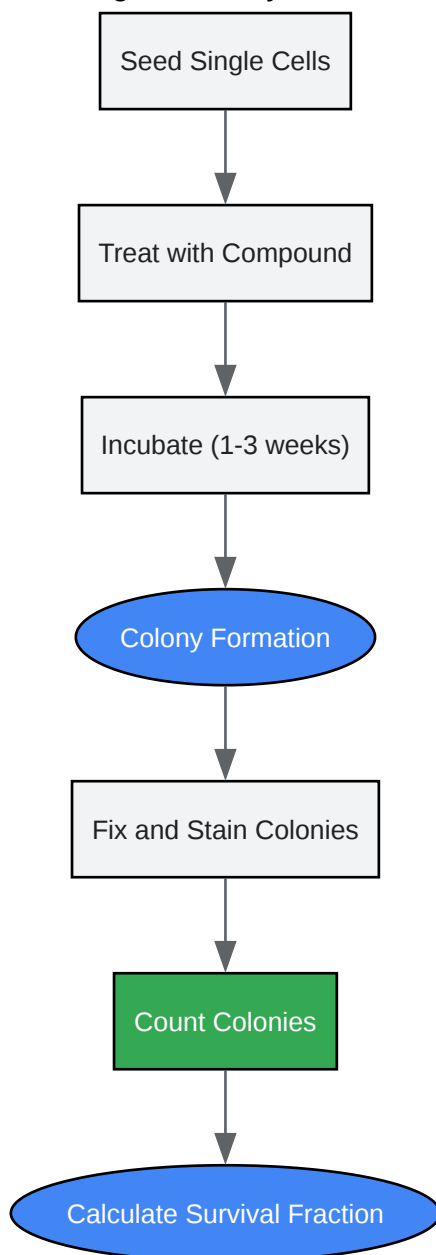 Seed Single Cells
Treat with Compound
Incubate (1-3 weeks)
Colony Formation
Fix and Stain Colonies
Count Colonies
Calculate Survival Fraction